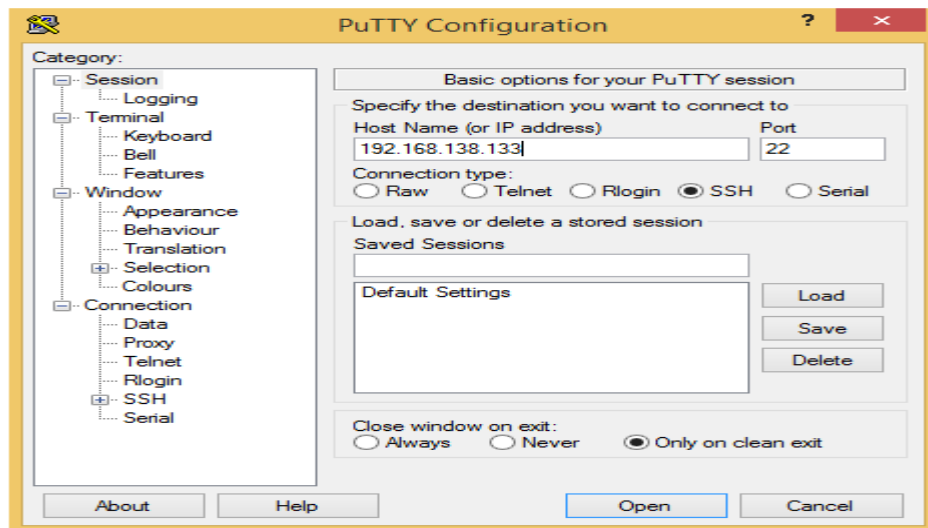 PuTTY Configuration
?
Category:
Session
Logging
Terminal
Keyboard
Bell
Features
Window
Appearance
Behaviour
Translation
Selection
Colours
Connection
Data
Proxy
Telnet
Rlogin
SSH
Serial
Basic options for your PuTTY session
Specify the destination you want to connect to
Host Name (or IP address) Port
192.168.138.133 22
Connection type:
Raw Telnet Rlogin SSH Serial
Load, save or delete a stored session
Saved Sessions
Default Settings
Load
Save
Delete
Close window on exit:
Always Never Only on clean exit
About Help Open Cancel